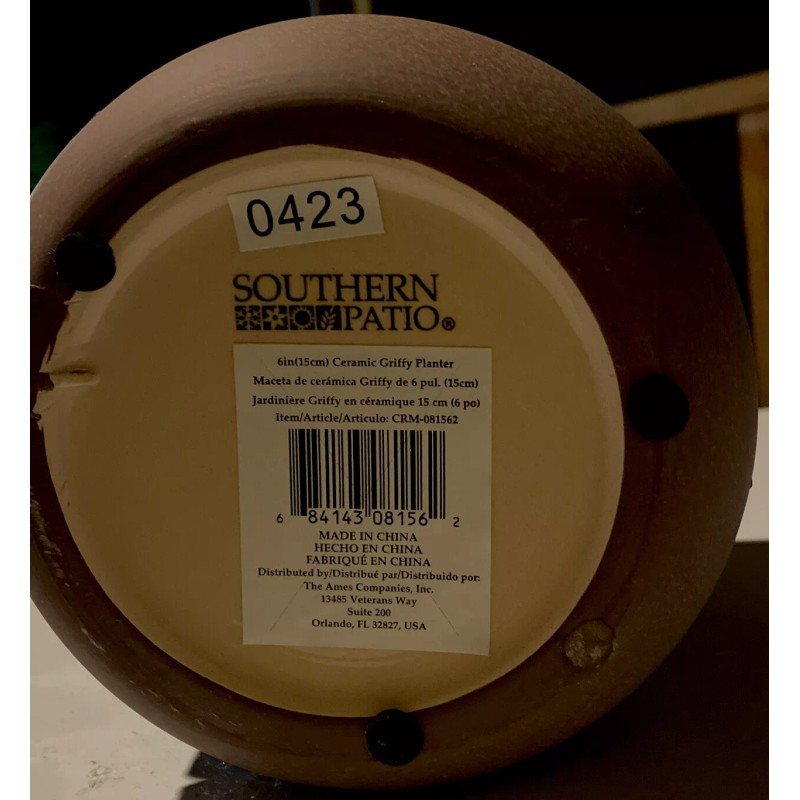 0423
SOUTHERN
PATIO®
6in(15cm) Ceramic Griffy Planter
Maceta de cerámica Griffy de 6 pul. (15cm)
Jardinière Griffy en céramique 15 cm (6 po)
Item/Article/Articulo: CRM-081562
6 84143 08156 2
MADE IN CHINA
HECHO EN CHINA
FABRIQUÉ EN CHINA
Distributed by/Distribué par/Distribuido por:
The Ames Companies, Inc.
13485 Veterans Way
Suite 200
Orlando, FL 32827, USA